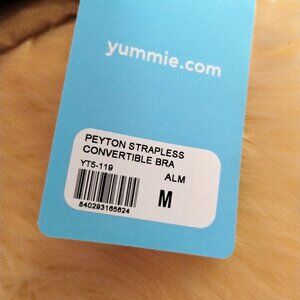 yummie.com
PEYTON STRAPLESS
CONVERTIBLE BRA
YT5-119
ALM
M
840293165624